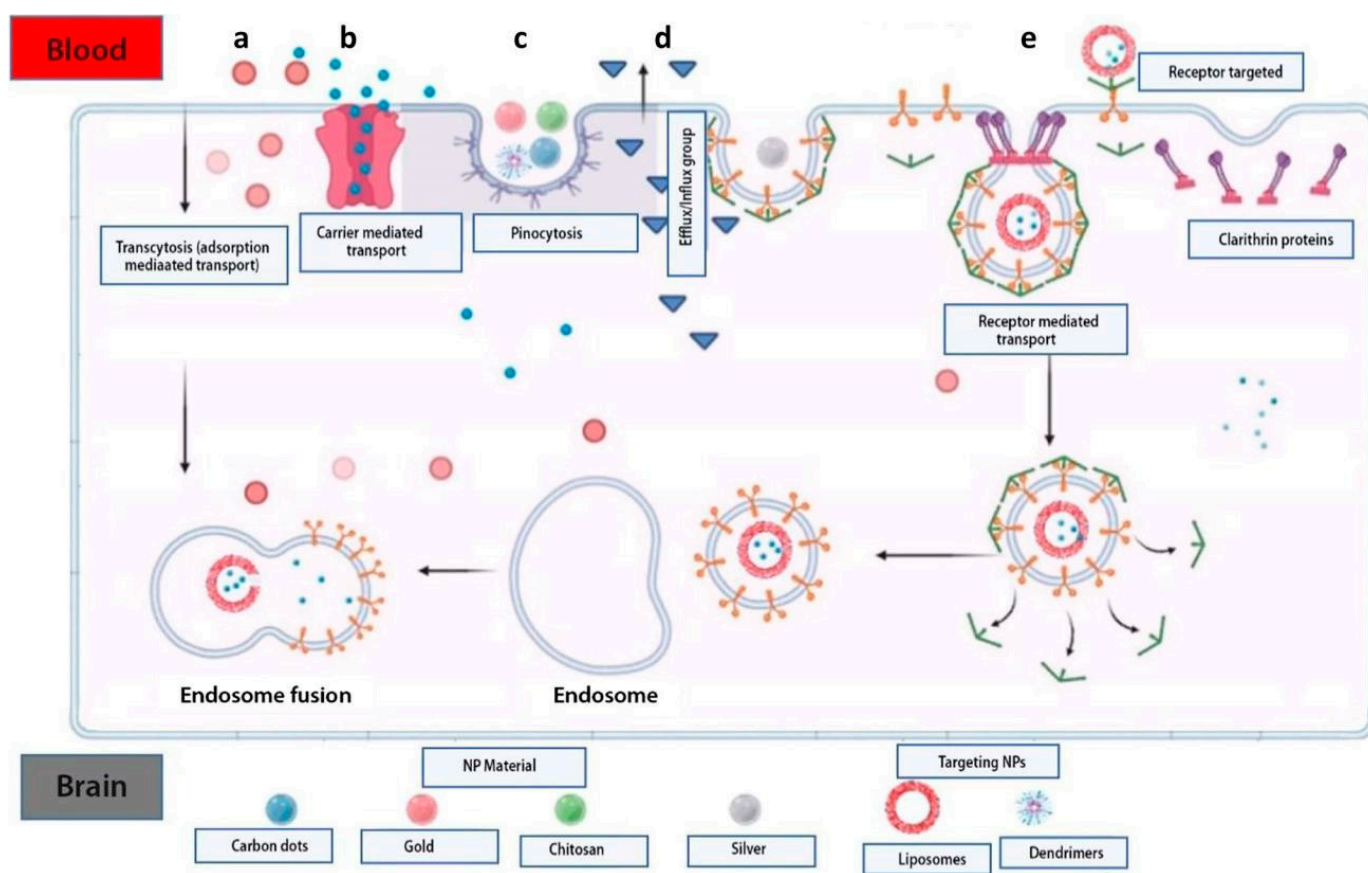 Blood
a
b
c
d
e
Receptor targeted
Efflux/Influx group
Transcytosis (adsorption
mediaated transport)
Carrier mediated
transport
Pinocytosis
Clarithrin proteins
Receptor mediated
transport
Endosome fusion
Endosome
Brain
NP Material
Targeting NPs
Carbon dots
Gold
Chitosan
Silver
Liposomes
Dendrimers